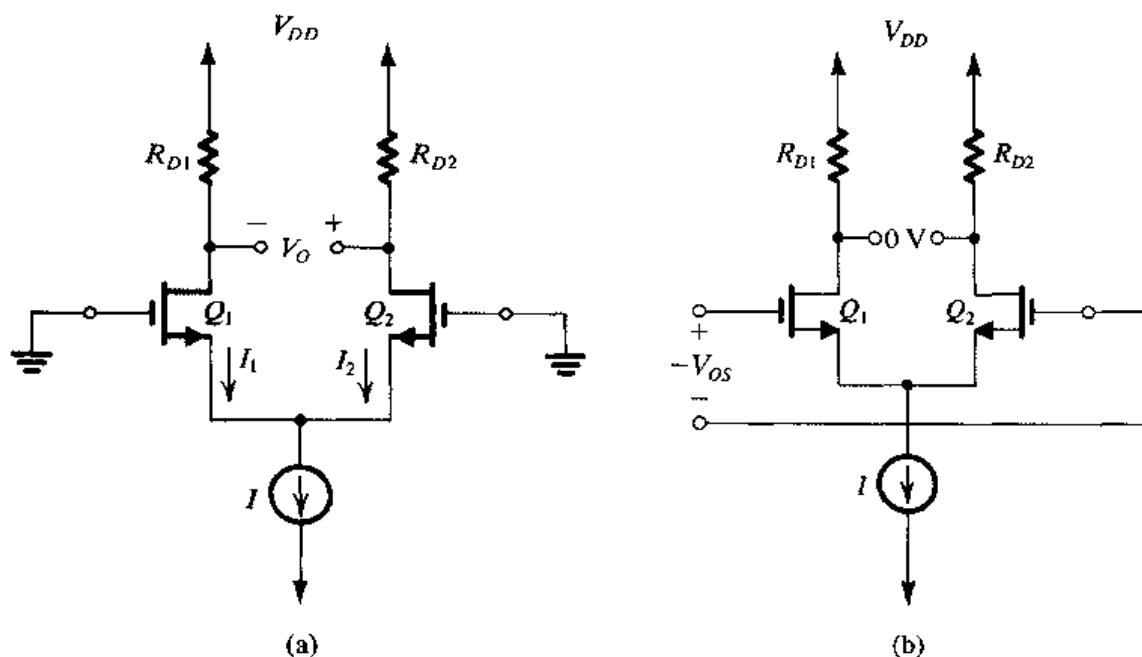 V_DD
V_DD
R_D1
R_D2
R_D1
R_D2
− V_O +
0 V
Q_1
Q_2
Q_1
Q_2
I_1
I_2
+
−V_OS
−
I
I
(a)
(b)